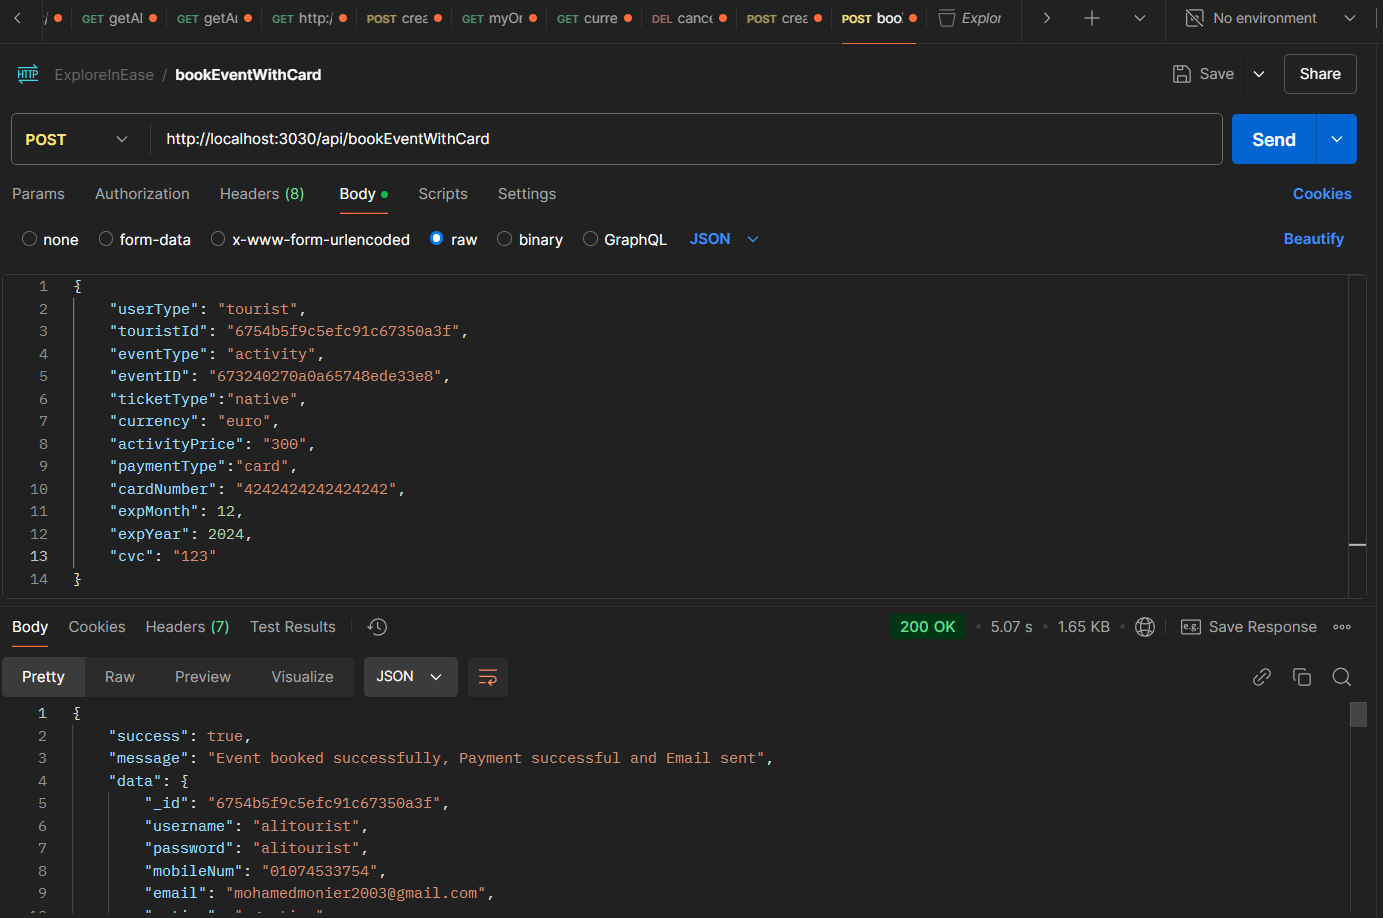 / GET getAl GET getAu GET http:/ POST crea GET myOr GET curre DEL cance POST crea POST boo Explor No environment
HTTP ExploreInEase / bookEventWithCard Save Share
POST http://localhost:3030/api/bookEventWithCard Send
Params Authorization Headers (8) Body Scripts Settings Cookies
none form-data x-www-form-urlencoded raw binary GraphQL JSON Beautify
1 {
2 "userType": "tourist",
3 "touristId": "6754b5f9c5efc91c67350a3f",
4 "eventType": "activity",
5 "eventID": "673240270a0a65748ede33e8",
6 "ticketType":"native",
7 "currency": "euro",
8 "activityPrice": "300",
9 "paymentType":"card",
10 "cardNumber": "4242424242424242",
11 "expMonth": 12,
12 "expYear": 2024,
13 "cvc": "123"
14 }
Body Cookies Headers (7) Test Results 200 OK 5.07 s 1.65 KB e.g. Save Response
Pretty Raw Preview Visualize JSON
1 {
2 "success": true,
3 "message": "Event booked successfully, Payment successful and Email sent",
4 "data": {
5 "_id": "6754b5f9c5efc91c67350a3f",
6 "username": "alitourist",
7 "password": "alitourist",
8 "mobileNum": "01074533754",
9 "email": "mohamedmonier2003@gmail.com",